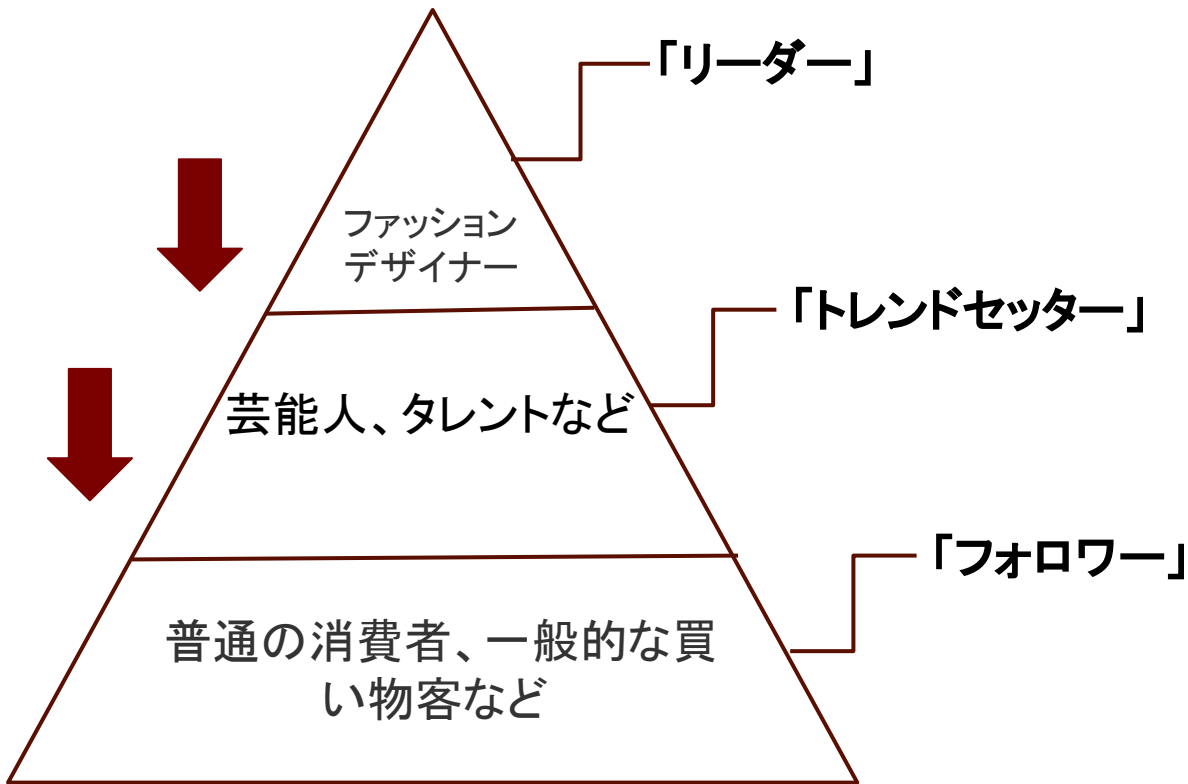 「リーダー」
ファッション
デザイナー
「トレンドセッター」
芸能人、タレントなど
「フォロワー」
普通の消費者、一般的な買
い物客など